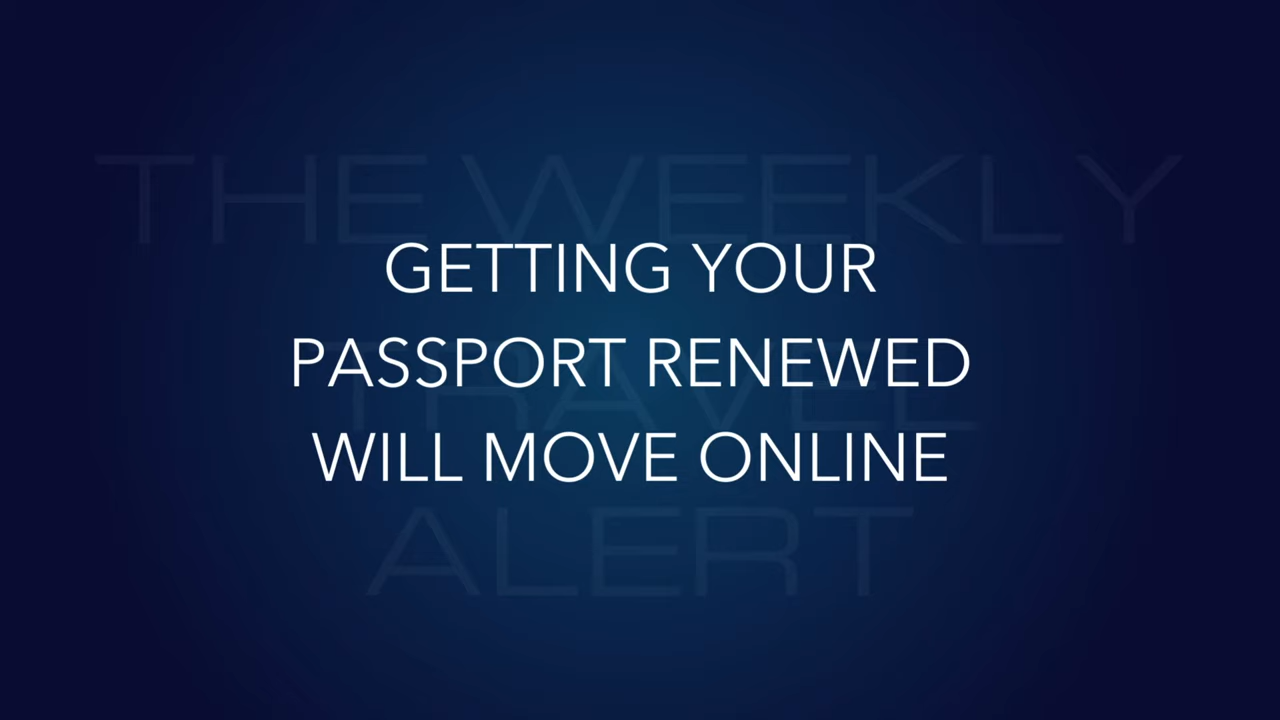 THE WEEKLY
GETTING YOUR
PASSPORT RENEWED
TRAVEL
WILL MOVE ONLINE
ALERT